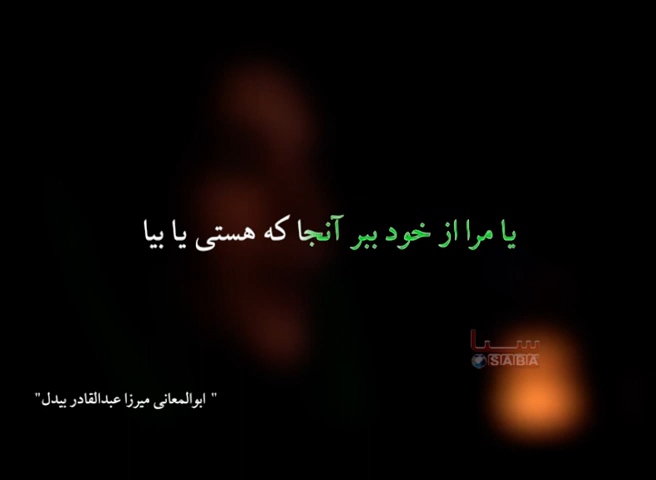 یا مرا از خود ببر آنجا که هستی یا بیا
سبا
SABA
" ابوالمعانی میرزا عبدالقادر بیدل"